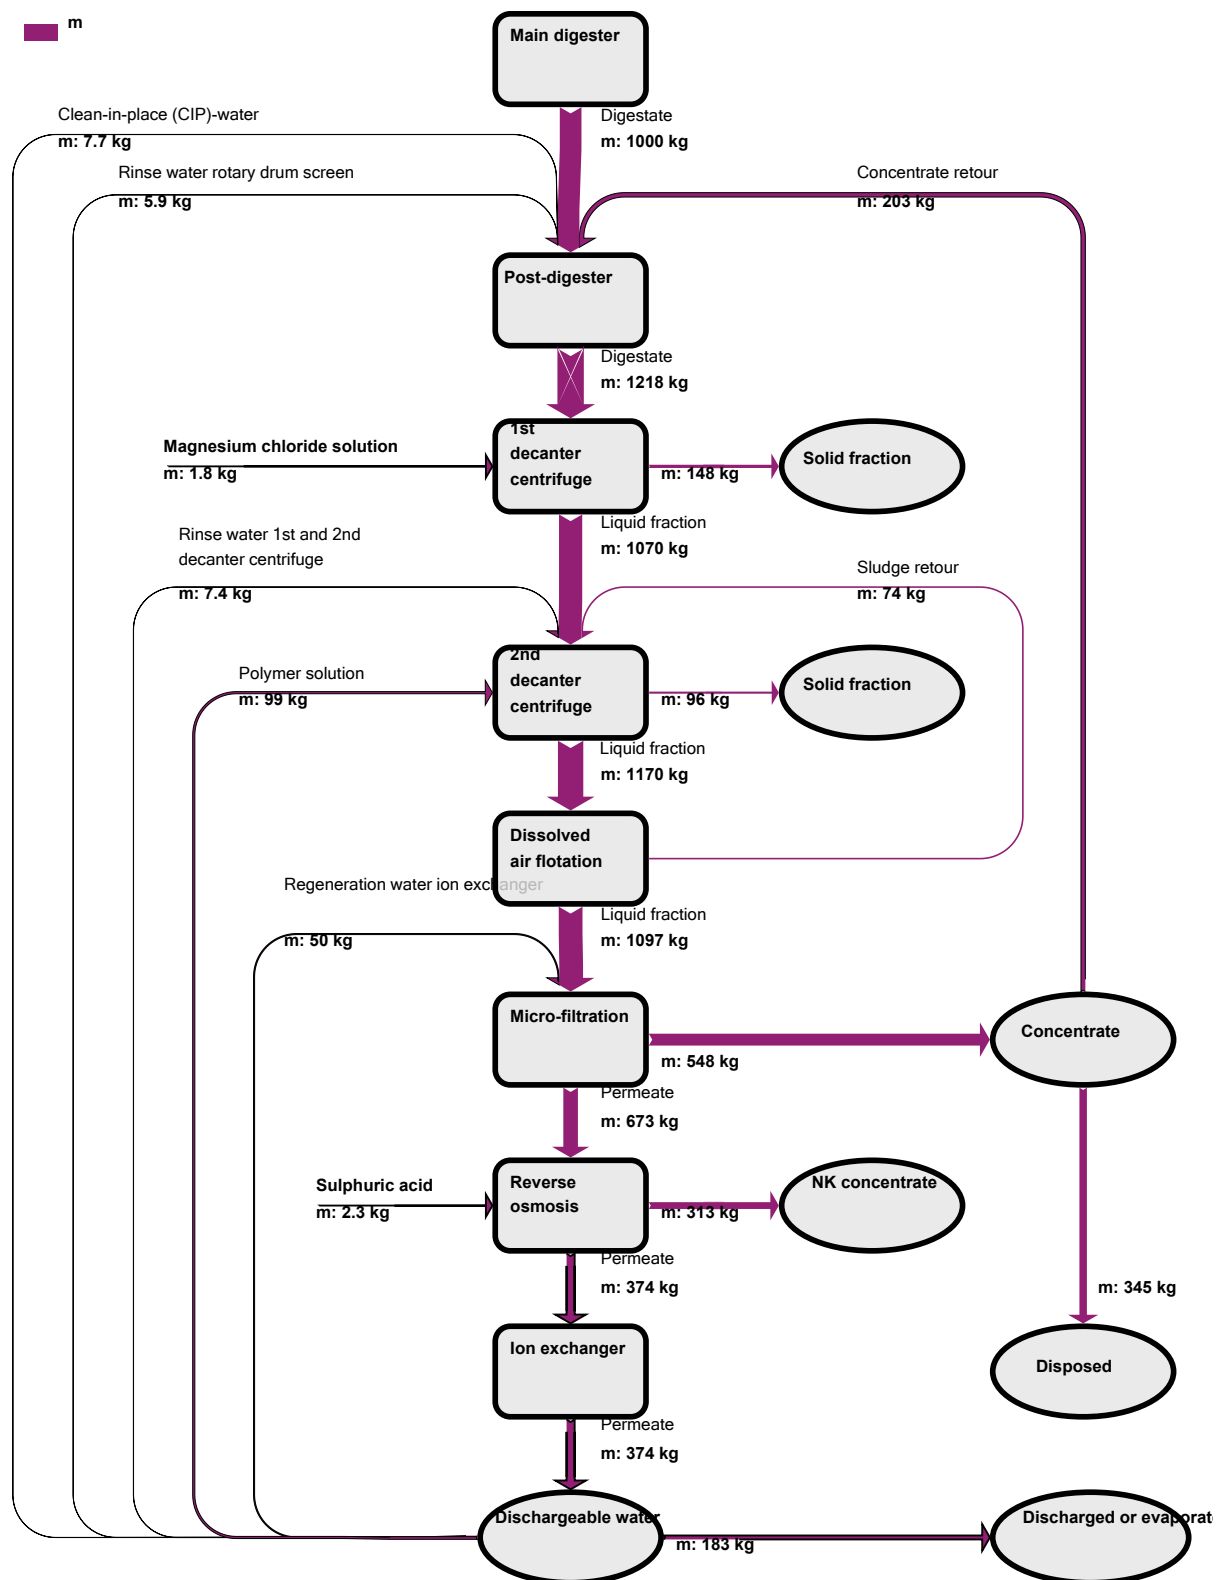 m
Main digester
Clean-in-place (CIP)-water
m: 7.7 kg
Digestate
m: 1000 kg
Rinse water rotary drum screen
m: 5.9 kg
Concentrate retour
m: 203 kg
Post-digester
Digestate
m: 1218 kg
Magnesium chloride solution
m: 1.8 kg
1st
decanter
centrifuge
m: 148 kg
Solid fraction
Liquid fraction
m: 1070 kg
Rinse water 1st and 2nd
decanter centrifuge
m: 7.4 kg
Sludge retour
m: 74 kg
Polymer solution
m: 99 kg
2nd
decanter
centrifuge
m: 96 kg
Solid fraction
Liquid fraction
m: 1170 kg
Dissolved
air flotation
Regeneration water ion exchanger
m: 50 kg
Liquid fraction
m: 1097 kg
Micro-filtration
m: 548 kg
Concentrate
Permeate
m: 673 kg
Sulphuric acid
m: 2.3 kg
Reverse
osmosis
m: 313 kg
NK concentrate
Permeate
m: 374 kg
m: 345 kg
Ion exchanger
Disposed
Permeate
m: 374 kg
Dischargeable water
m: 183 kg
Discharged or evaporate